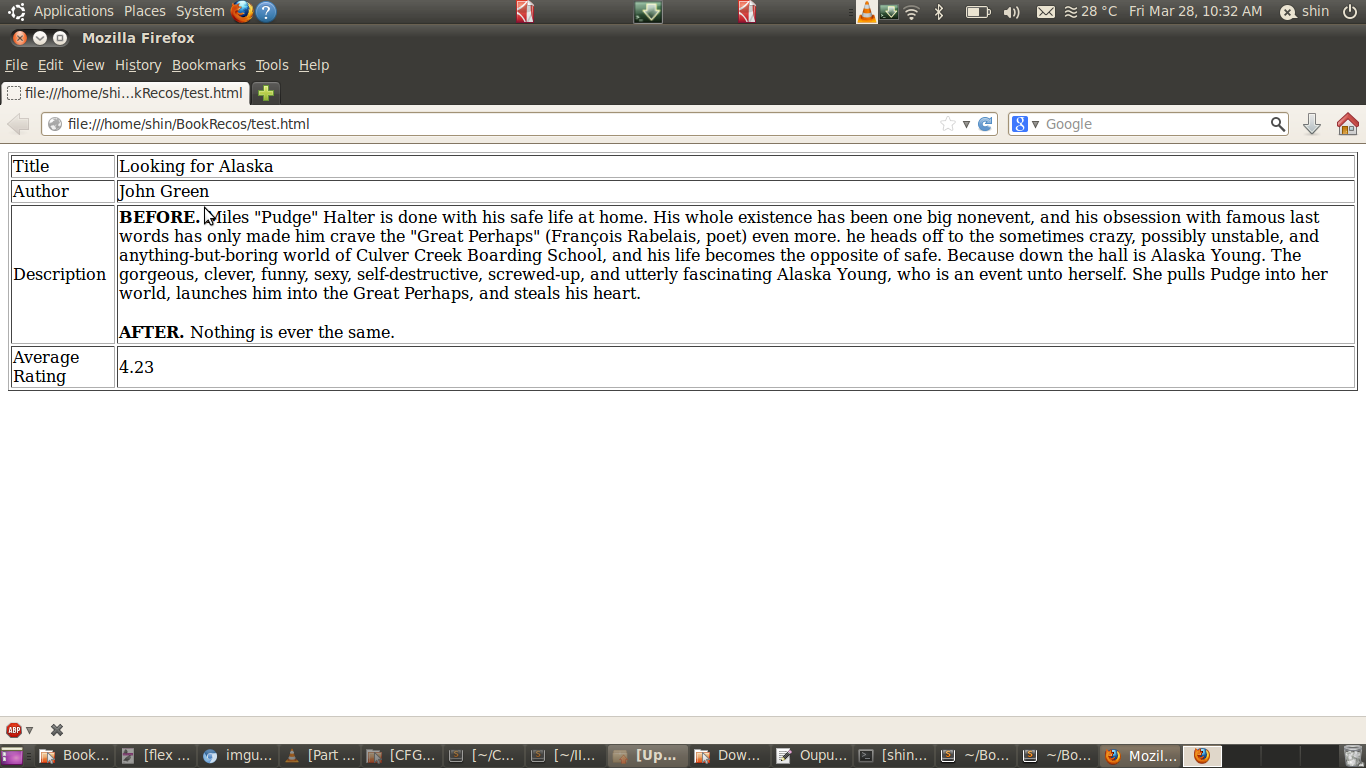 Applications Places System 28 °C Fri Mar 28, 10:32 AM shin
Mozilla Firefox
File Edit View History Bookmarks Tools Help
file:///home/shi...kRecos/test.html
file:///home/shin/BookRecos/test.html Google
Title Looking for Alaska
Author John Green
Description
BEFORE. Miles "Pudge" Halter is done with his safe life at home. His whole existence has been one big nonevent, and his obsession with famous last
words has only made him crave the "Great Perhaps" (François Rabelais, poet) even more. he heads off to the sometimes crazy, possibly unstable, and
anything-but-boring world of Culver Creek Boarding School, and his life becomes the opposite of safe. Because down the hall is Alaska Young. The
gorgeous, clever, funny, sexy, self-destructive, screwed-up, and utterly fascinating Alaska Young, who is an event unto herself. She pulls Pudge into her
world, launches him into the Great Perhaps, and steals his heart.
AFTER. Nothing is ever the same.
Average
Rating
4.23
ABP
Book... [flex ... imgu... [Part ... [CFG... [~/C... [~/II... [Up... Dow... Oupu... [shin... ~/Bo... ~/Bo... Mozil...